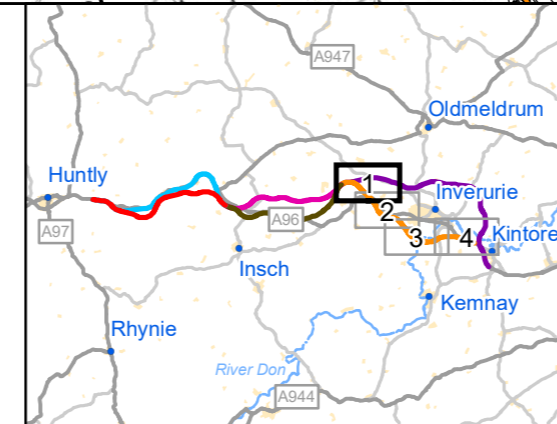 A947
Oldmeldrum
Huntly
1
Inverurie
2
A96
A97
3
4
Kintore
Insch
Kemnay
Rhynie
River Don
A944